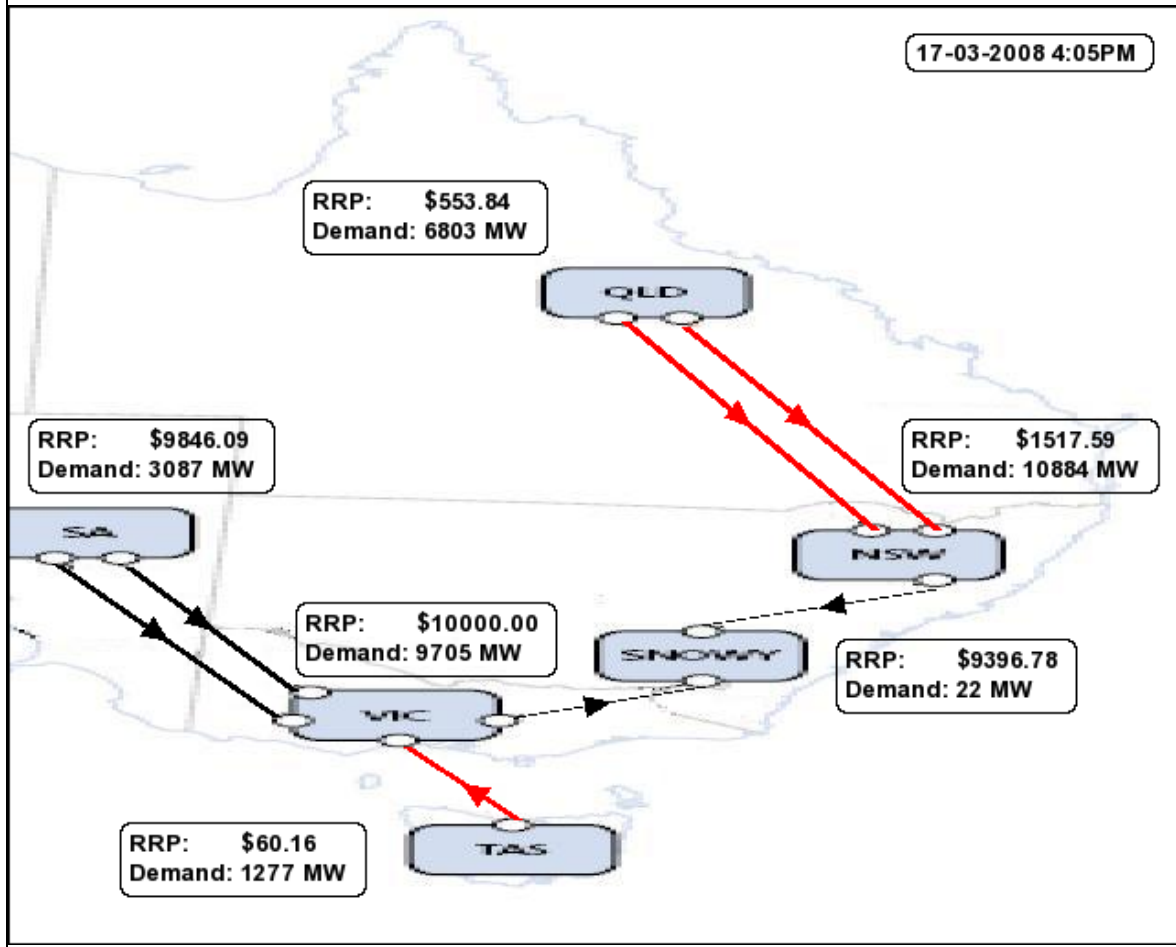 17-03-2008 4:05PM
RRP: $553.84
Demand: 6803 MW
QLD
RRP: $9846.09
Demand: 3087 MW
RRP: $1517.59
Demand: 10884 MW
SA
NSW
RRP: $10000.00
Demand: 9705 MW
SNOWY
RRP: $9396.78
Demand: 22 MW
VIC
RRP: $60.16
Demand: 1277 MW
TAS